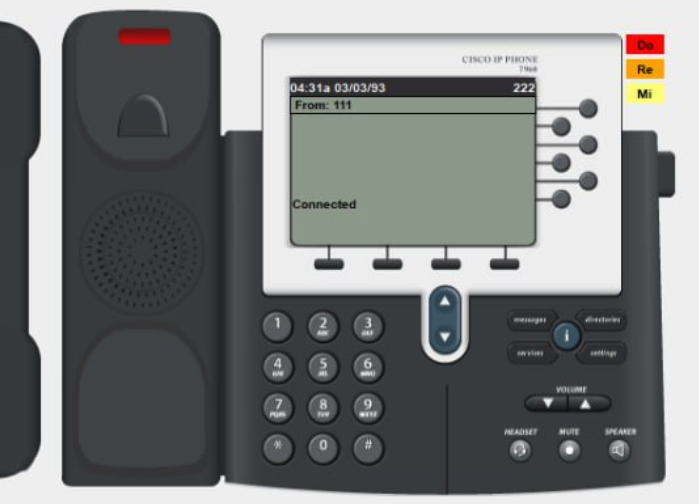 CISCO IP PHONE
7960
Do
Re
Mi
04:31a 03/03/93 222
From: 111
Connected
1 2 ABC 3 DEF
4 5 JKL 6 MNO
7 PQRS 8 TUV 9 WXYZ
* 0 #
messages directories
i
services settings
VOLUME
HEADSET MUTE SPEAKER